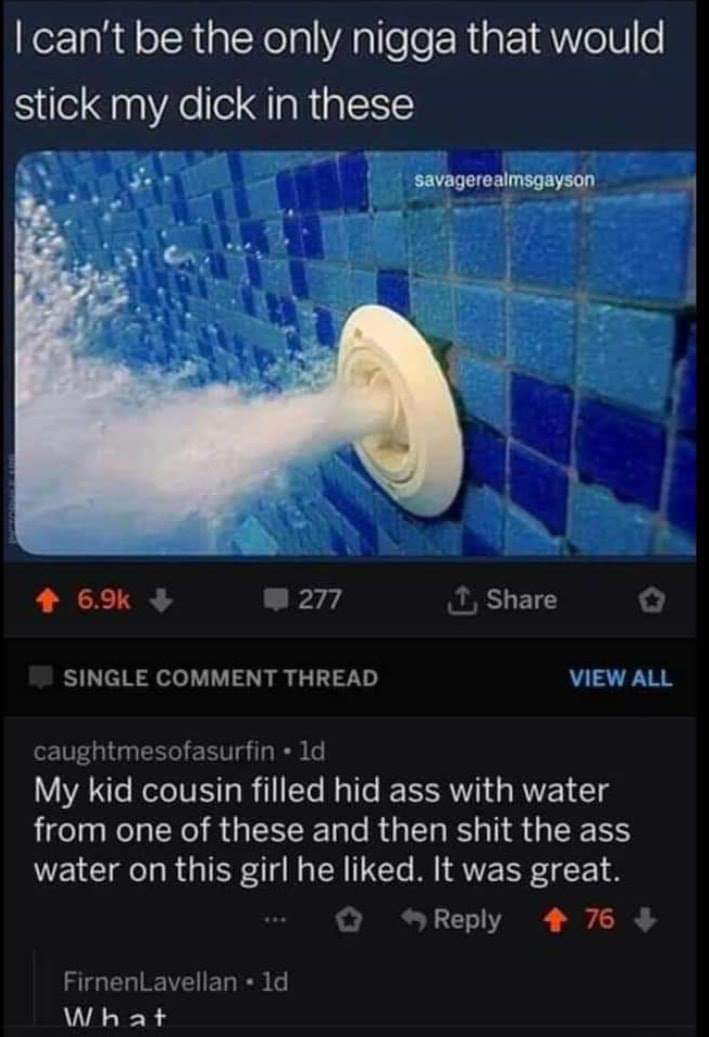 I can't be the only nigga that would
stick my dick in these
savagerealmsgayson
6.9k 277 Share
SINGLE COMMENT THREAD VIEW ALL
caughtmesofasurfin • 1d
My kid cousin filled hid ass with water
from one of these and then shit the ass
water on this girl he liked. It was great.
... Reply 76
FirnenLavellan • 1d
W h a t